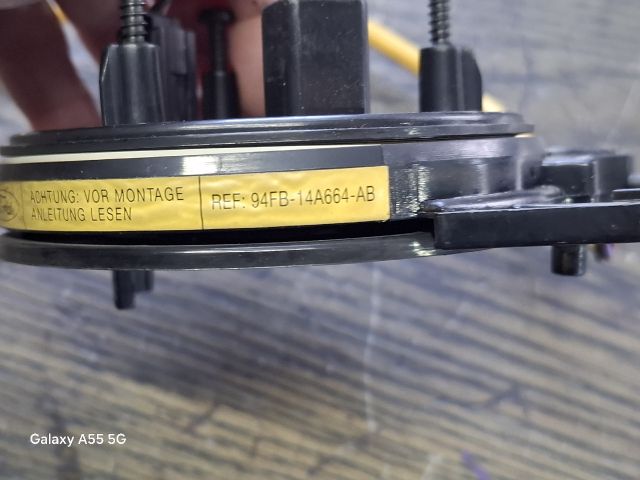 ACHTUNG: VOR MONTAGE
ANLEITUNG LESEN
REF: 94FB-14A664-AB
Galaxy A55 5G